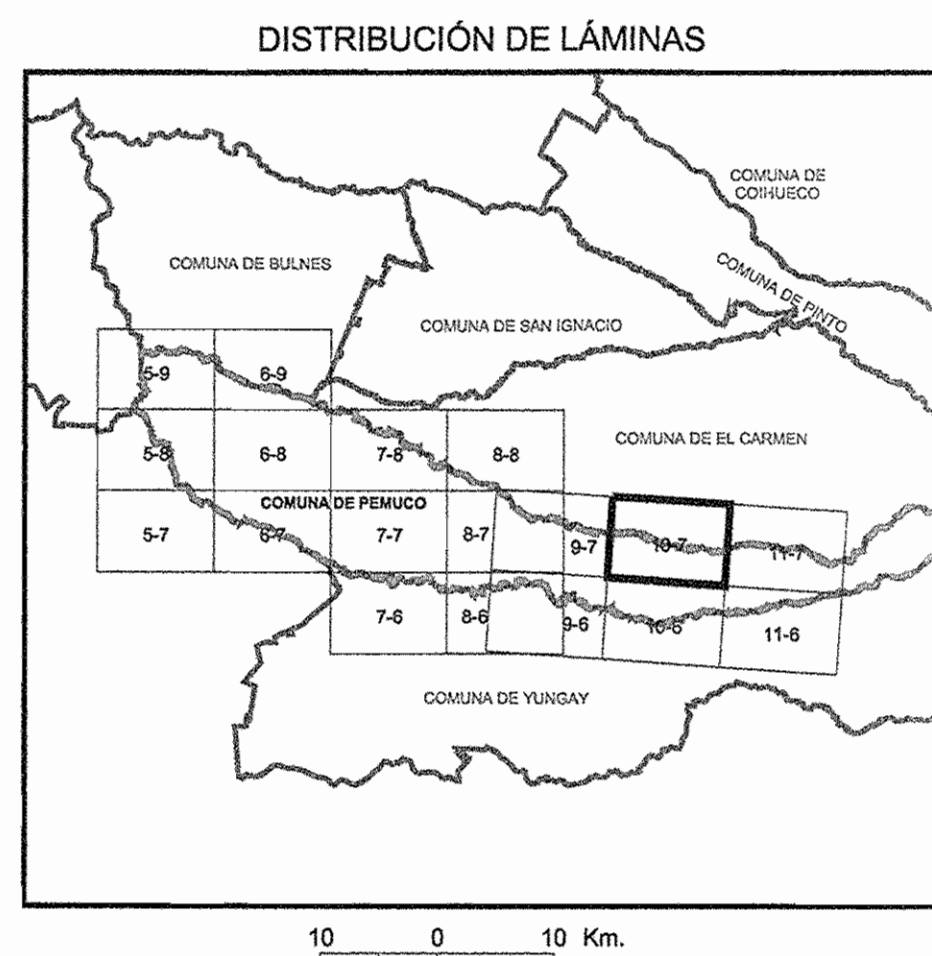 DISTRIBUCIÓN DE LÁMINAS
COMUNA DE
COIHUECO
COMUNA DE BULNES
COMUNA DE PINTO
COMUNA DE SAN IGNACIO
5-9
6-9
COMUNA DE EL CARMEN
5-8
6-8
7-8
8-8
COMUNA DE PEMUCO
5-7
6-7
7-7
8-7
9-7
10-7
11-7
7-6
8-6
9-6
10-6
11-6
COMUNA DE YUNGAY
10 0 10 Km.